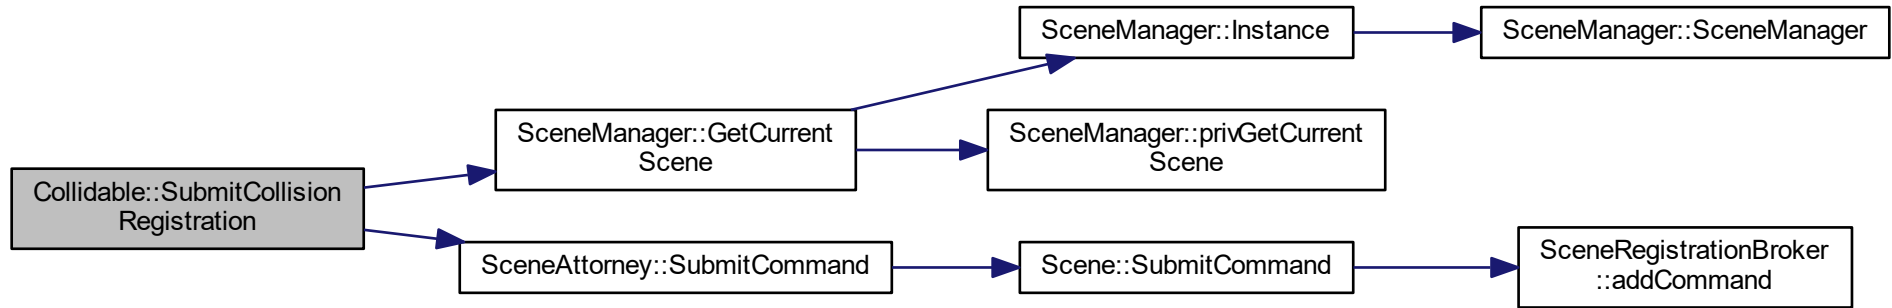 SceneManager::Instance
SceneManager::SceneManager
SceneManager::GetCurrent
Scene
SceneManager::privGetCurrent
Scene
Collidable::SubmitCollision
Registration
SceneAttorney::SubmitCommand
Scene::SubmitCommand
SceneRegistrationBroker
::addCommand